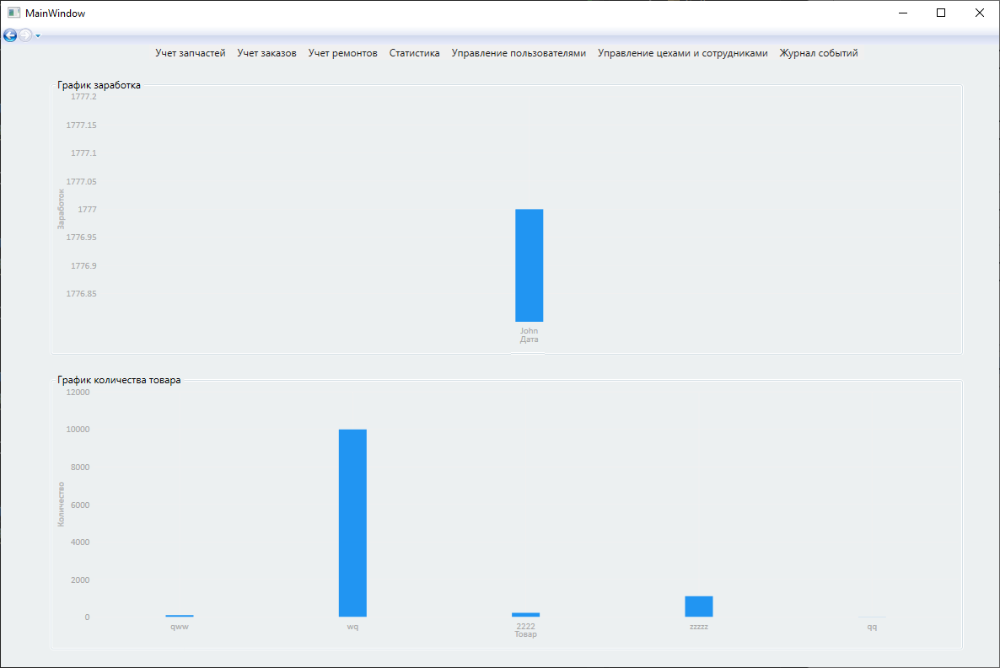 MainWindow
Учет запчастей Учет заказов Учет ремонтов Статистика Управление пользователями Управление цехами и сотрудниками Журнал событий
График заработка
1777.2
1777.15
1777.1
1777.05
1777
1776.95
1776.9
1776.85
Заработок
John
Дата
График количества товара
12000
10000
8000
6000
4000
2000
0
Количество
qww wq 2222 zzzzz qq
Товар